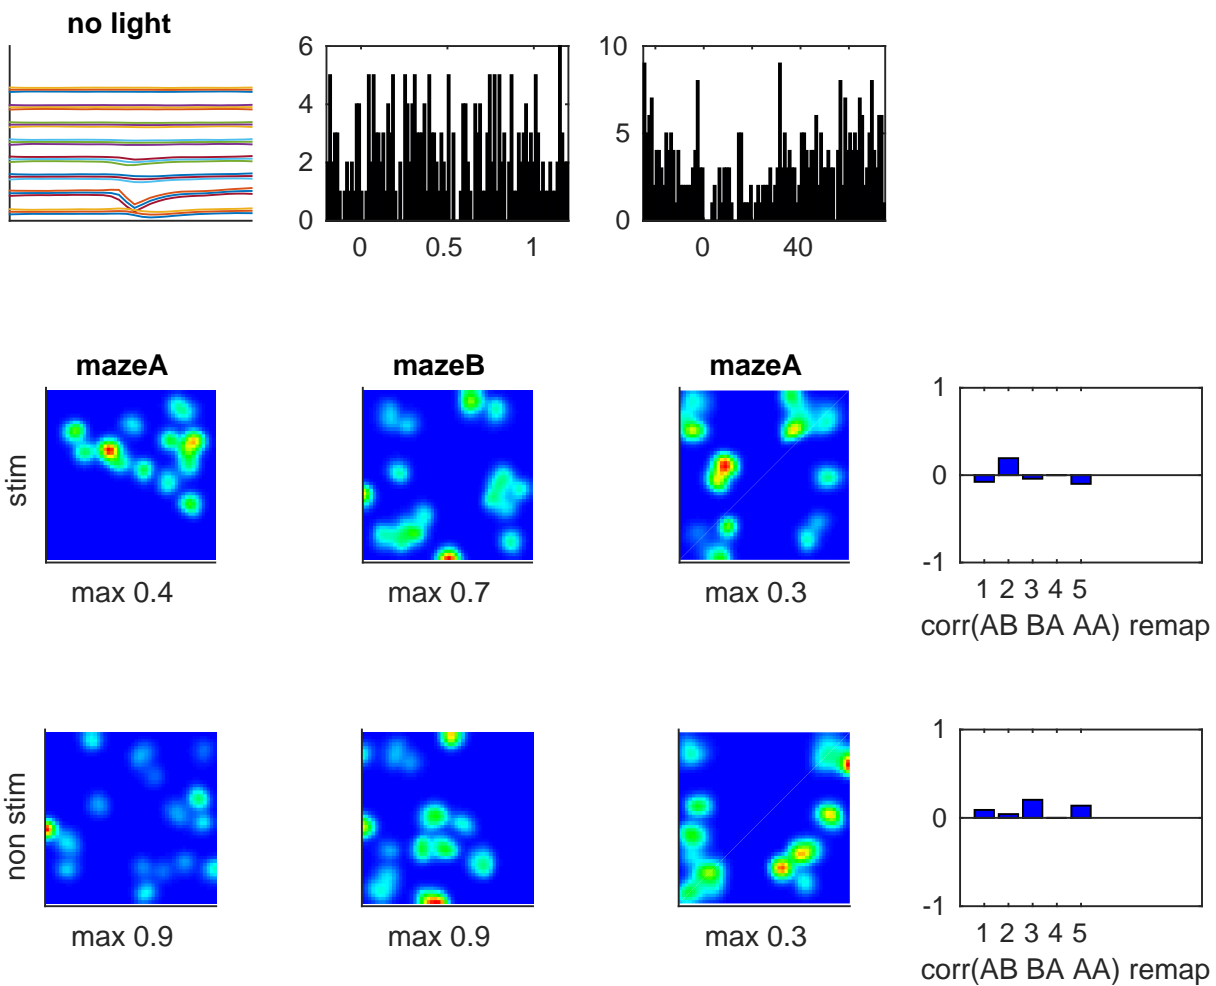 no light
6
4
2
0
0 0.5 1
10
5
0
0 40
mazeA mazeB mazeA
stim
max 0.4 max 0.7 max 0.3
1
0
-1
1 2 3 4 5
corr(AB BA AA) remap
non stim
max 0.9 max 0.9 max 0.3
1
0
-1
1 2 3 4 5
corr(AB BA AA) remap